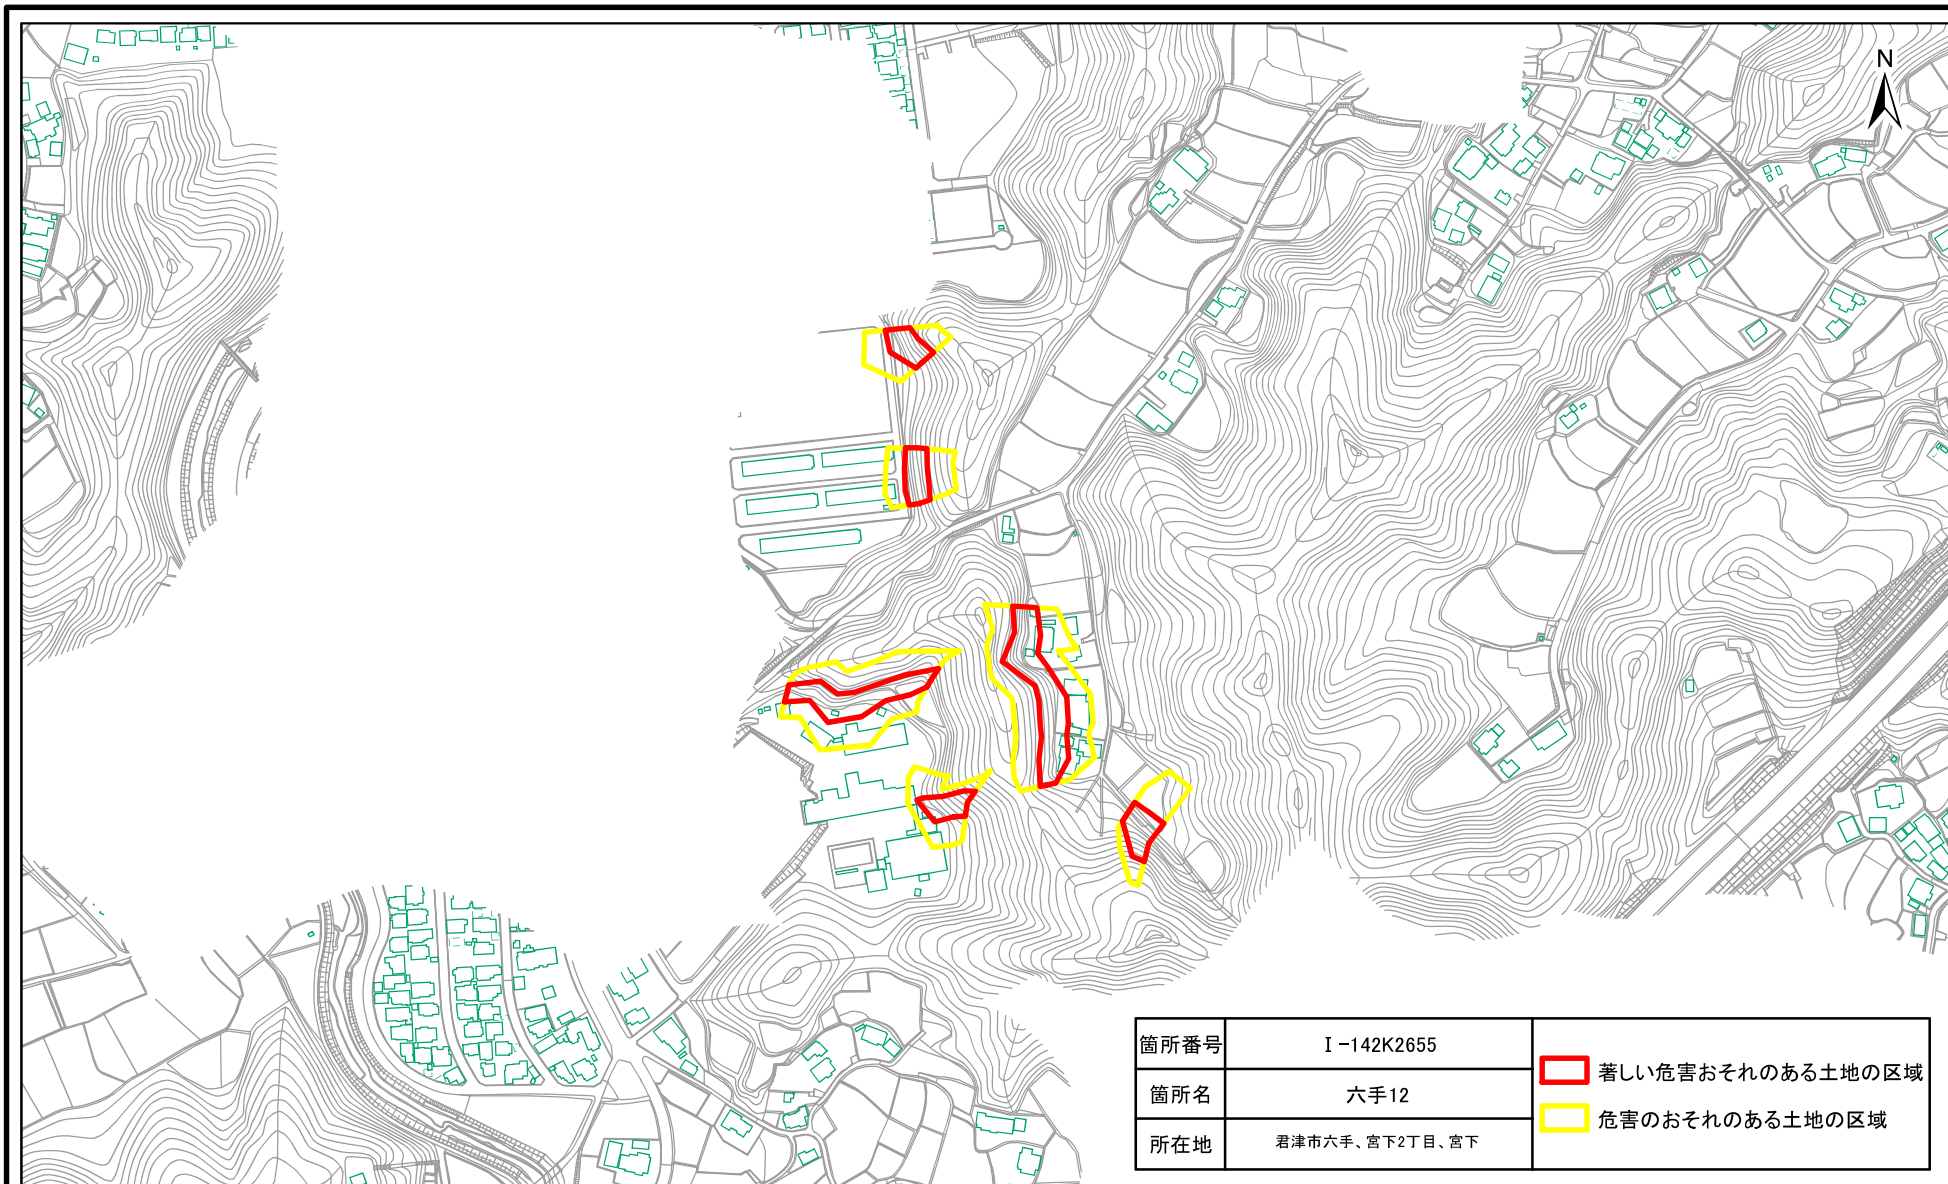 N
箇所番号 Ⅰ-142K2655
箇所名 六手12
所在地 君津市六手、宮下2丁目、宮下
著しい危害おそれのある土地の区域
危害のおそれのある土地の区域